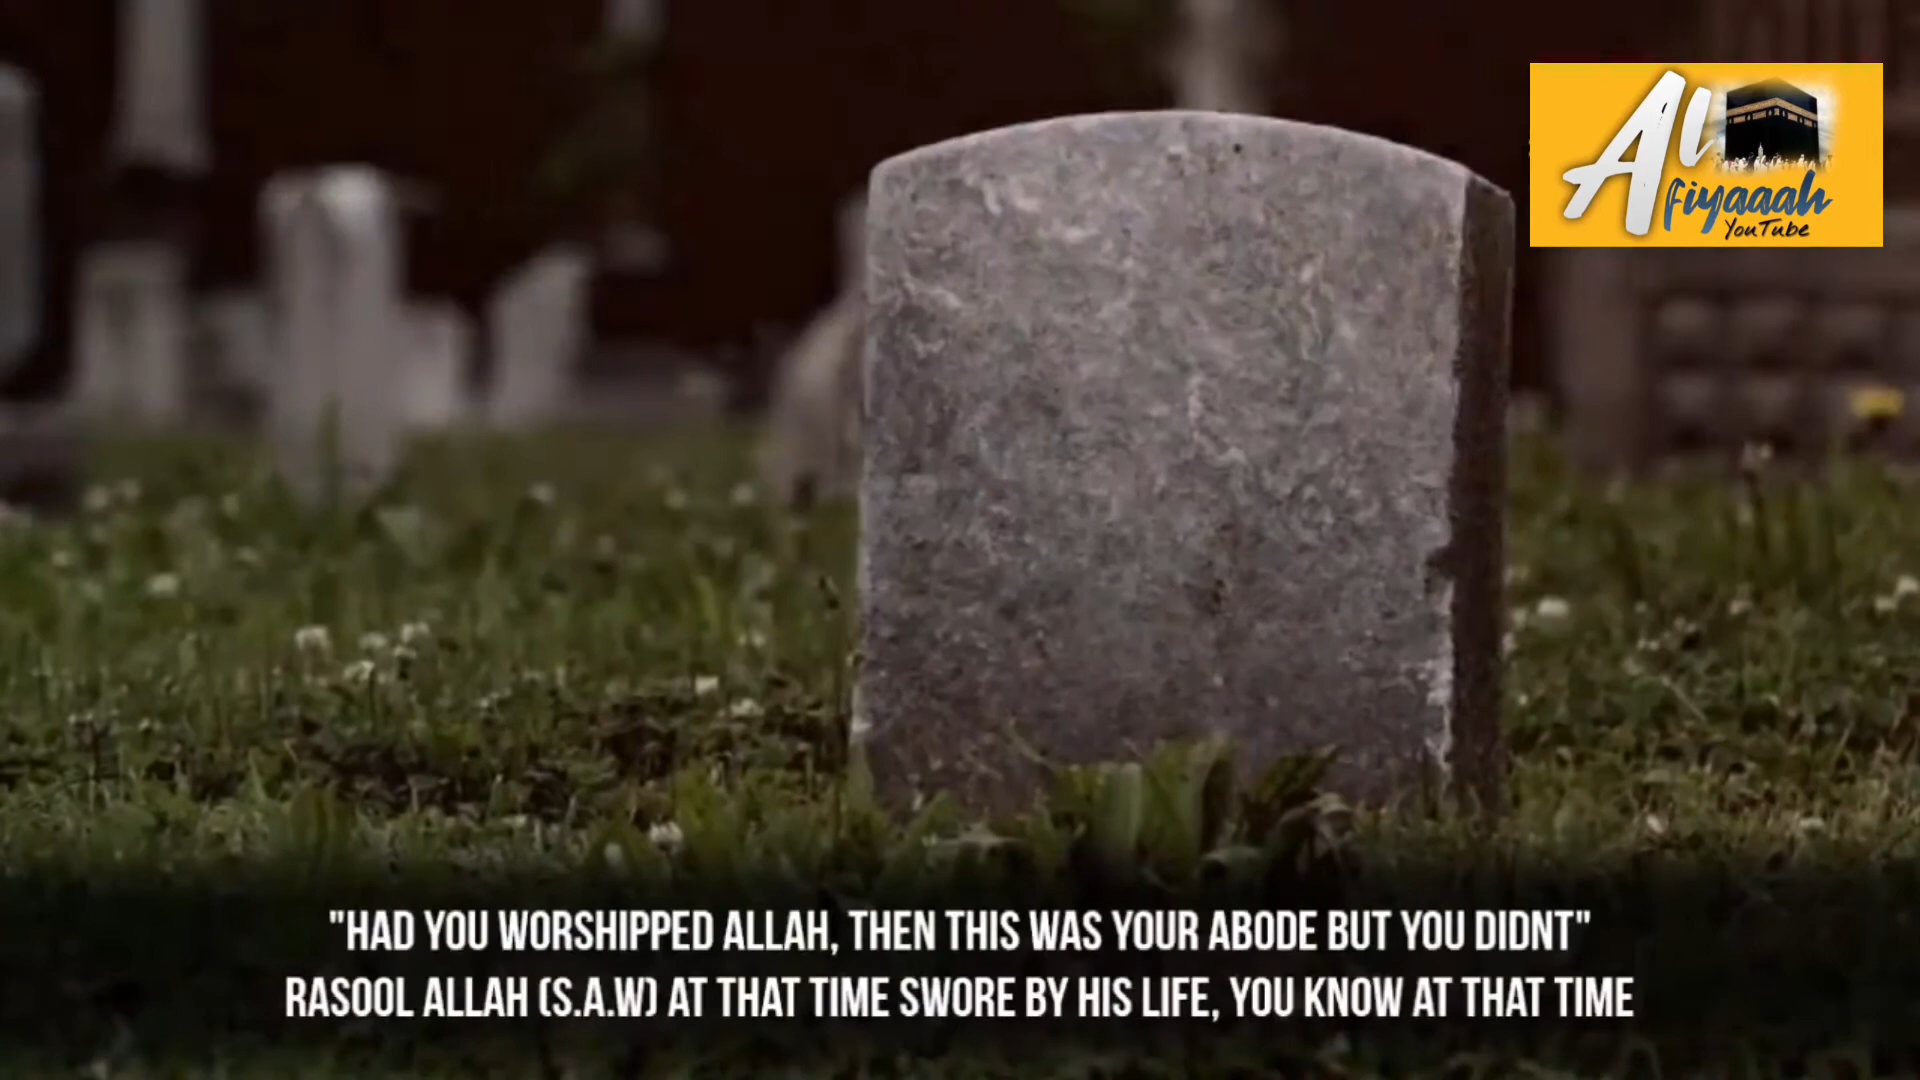 Al
fiyaaah
YouTube
"HAD YOU WORSHIPPED ALLAH, THEN THIS WAS YOUR ABODE BUT YOU DIDNT"
RASOOL ALLAH (S.A.W) AT THAT TIME SWORE BY HIS LIFE, YOU KNOW AT THAT TIME